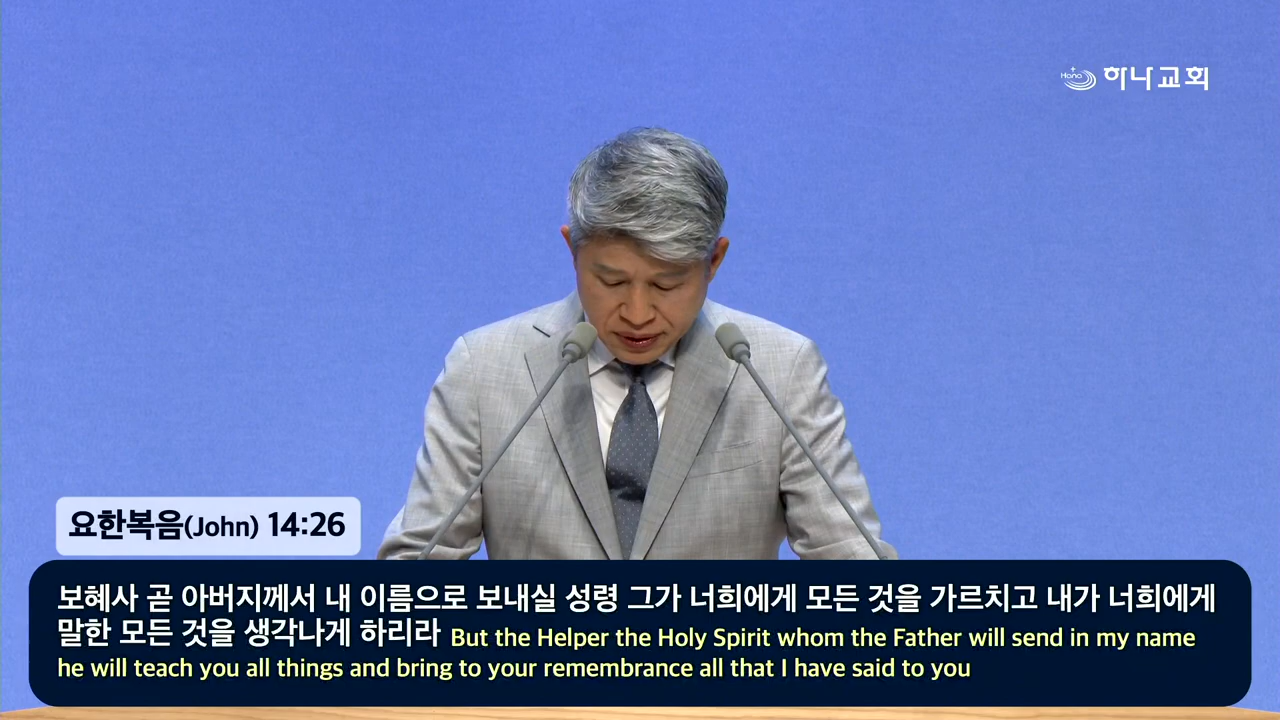 Hana 하나교회
요한복음(John) 14:26
보혜사 곧 아버지께서 내 이름으로 보내실 성령 그가 너희에게 모든 것을 가르치고 내가 너희에게
말한 모든 것을 생각나게 하리라 But the Helper the Holy Spirit whom the Father will send in my name
he will teach you all things and bring to your remembrance all that I have said to you